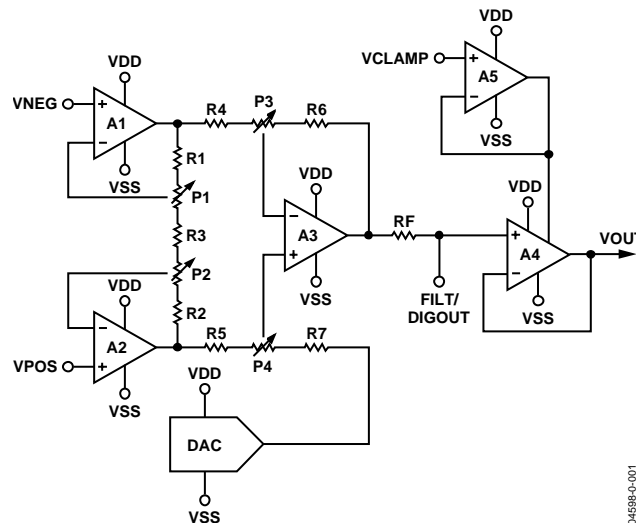 VDD
VCLAMP
A5
VSS
VDD
VNEG
A1
VSS
R4
P3
R6
R1
P1
R3
P2
R2
VDD
A3
VSS
RF
FILT/
DIGOUT
VDD
A4
VOUT
VSS
VDD
A2
VPOS
VSS
R5
P4
R7
VDD
DAC
VSS
04598-0-001